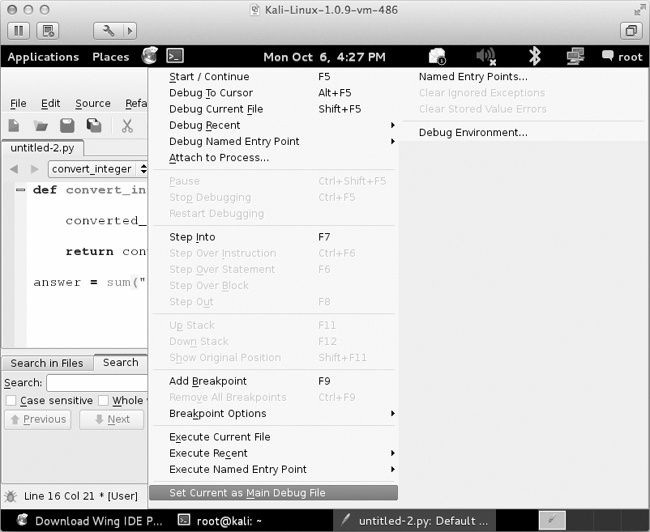 Kali-Linux-1.0.9-vm-486
Applications Places Mon Oct 6, 4:27 PM root
File Edit Source Refa
untitled-2.py
convert_integer
def convert_in
converted_
return con
answer = sum("
Search in Files Search
Search:
Case sensitive Whole
Previous Next
Line 16 Col 21 * [User]
Start / Continue F5
Debug To Cursor Alt+F5
Debug Current File Shift+F5
Debug Recent
Debug Named Entry Point
Attach to Process...
Pause Ctrl+Shift+F5
Stop Debugging Ctrl+F5
Restart Debugging
Step Into F7
Step Over Instruction Ctrl+F6
Step Over Statement F6
Step Over Block
Step Out F8
Up Stack F11
Down Stack F12
Show Original Position Shift+F11
Add Breakpoint F9
Remove All Breakpoints Ctrl+F9
Breakpoint Options
Execute Current File
Execute Recent
Execute Named Entry Point
Set Current as Main Debug File
Named Entry Points...
Clear Ignored Exceptions
Clear Stored Value Errors
Debug Environment...
Download Wing IDE P... root@kali: ~ untitled-2.py: Default ...